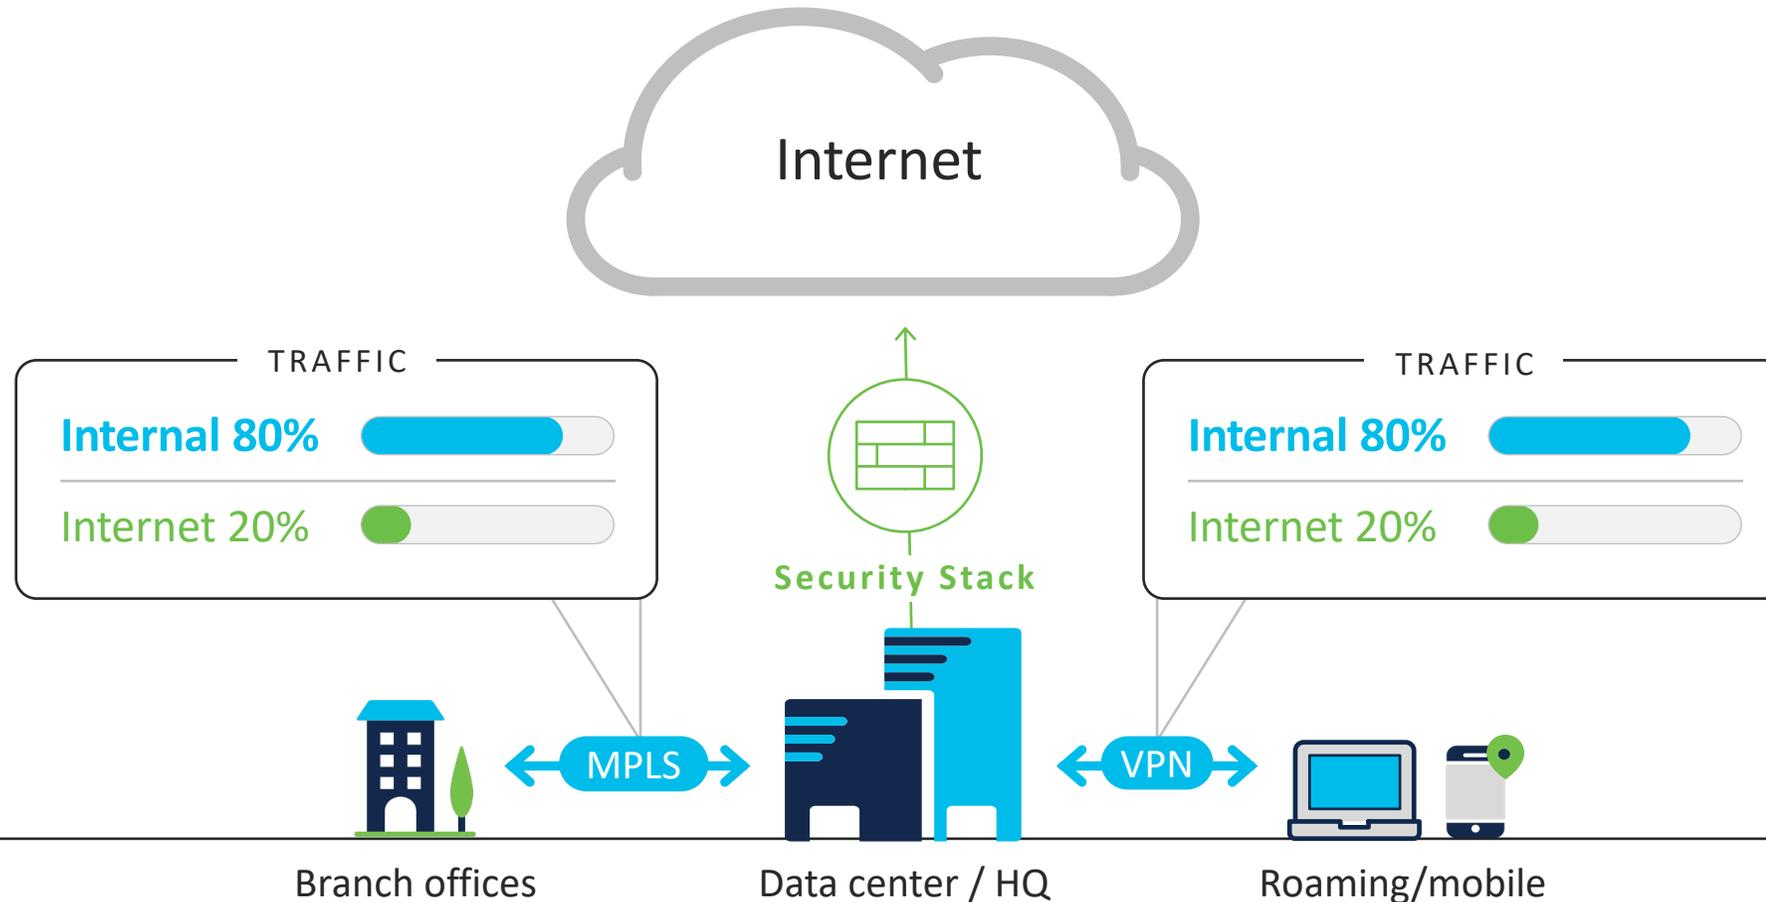 Internet
TRAFFIC
Internal 80%
Internet 20%
Security Stack
TRAFFIC
Internal 80%
Internet 20%
MPLS
VPN
Branch offices
Data center / HQ
Roaming/mobile